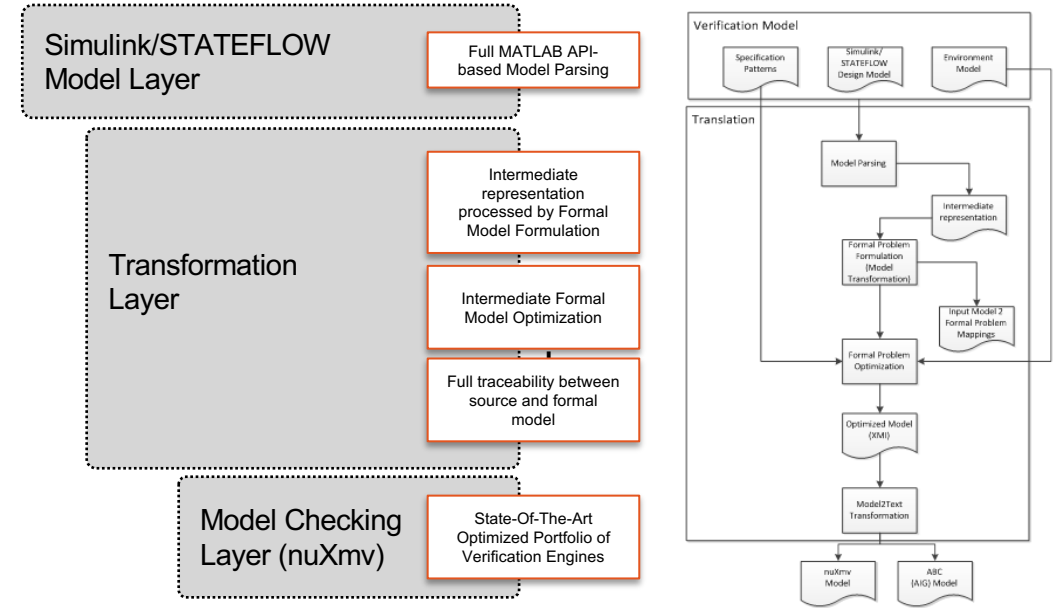 Simulink/STATEFLOW
Model Layer
Full MATLAB API-
based Model Parsing
Transformation
Layer
Intermediate
representation
processed by Formal
Model Formulation
Intermediate Formal
Model Optimization
Full traceability between
source and formal
model
Model Checking
Layer (nuXmv)
State-Of-The-Art
Optimized Portfolio of
Verification Engines
Verification Model
Specification
Patterns
Simulink/
STATEFLOW
Design Model
Environment
Model
Translation
Model Parsing
Intermediate
representation
Formal Problem
Formulation
(Model
Transformation)
Input Model 2
Formal Problem
Mappings
Formal Problem
Optimization
Optimized Model
(XMI)
Model2Text
Transformation
nuXmv
Model
ABC
(AIG) Model